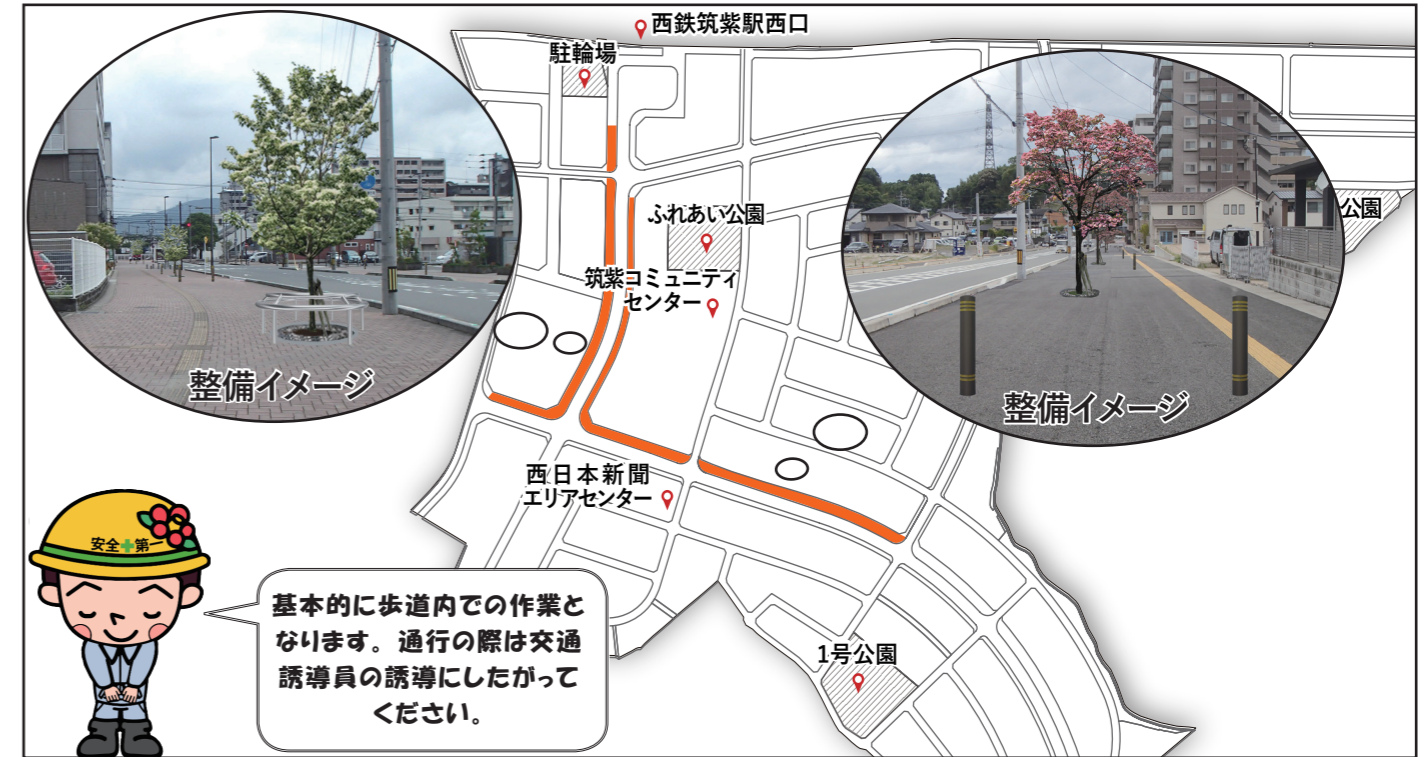 西鉄筑紫駅西口
駐輪場
ふれあい公園
公園
筑紫コミュニティ
センター
整備イメージ
整備イメージ
西日本新聞
エリアセンター
安全第一
基本的に歩道内での作業と
なります。通行の際は交通
誘導員の誘導にしたがって
ください。
1号公園